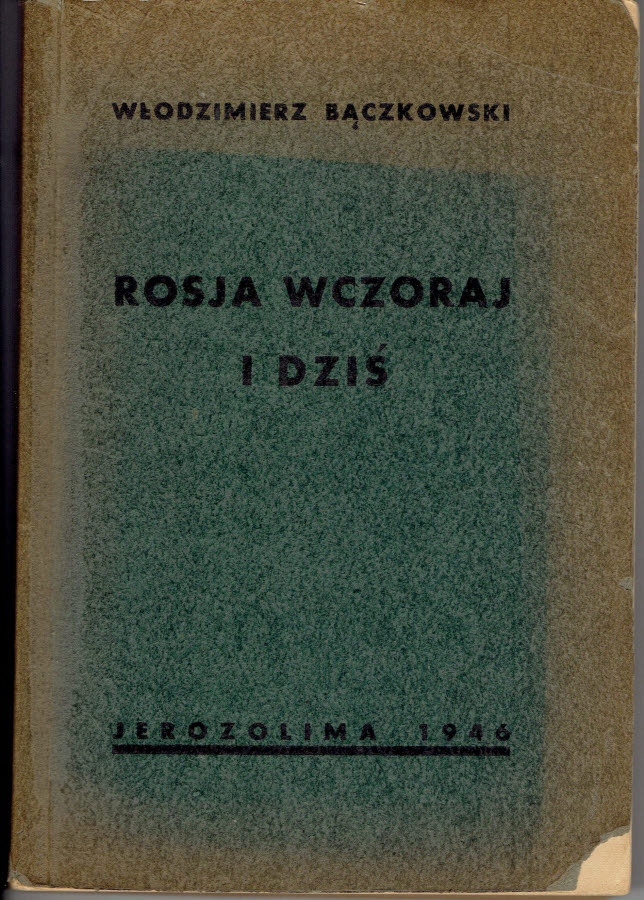 WŁODZIMIERZ BĄCZKOWSKI
ROSJA WCZORAJ
I DZIŚ
JEROZOLIMA 1946